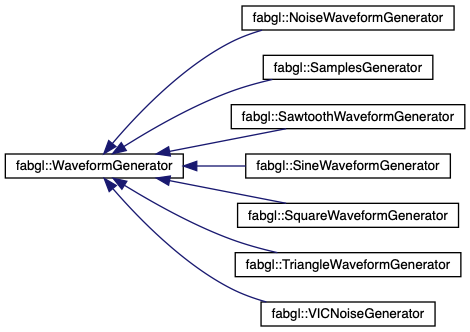 fabgl::NoiseWaveformGenerator
fabgl::SamplesGenerator
fabgl::SawtoothWaveformGenerator
fabgl::WaveformGenerator
fabgl::SineWaveformGenerator
fabgl::SquareWaveformGenerator
fabgl::TriangleWaveformGenerator
fabgl::VICNoiseGenerator